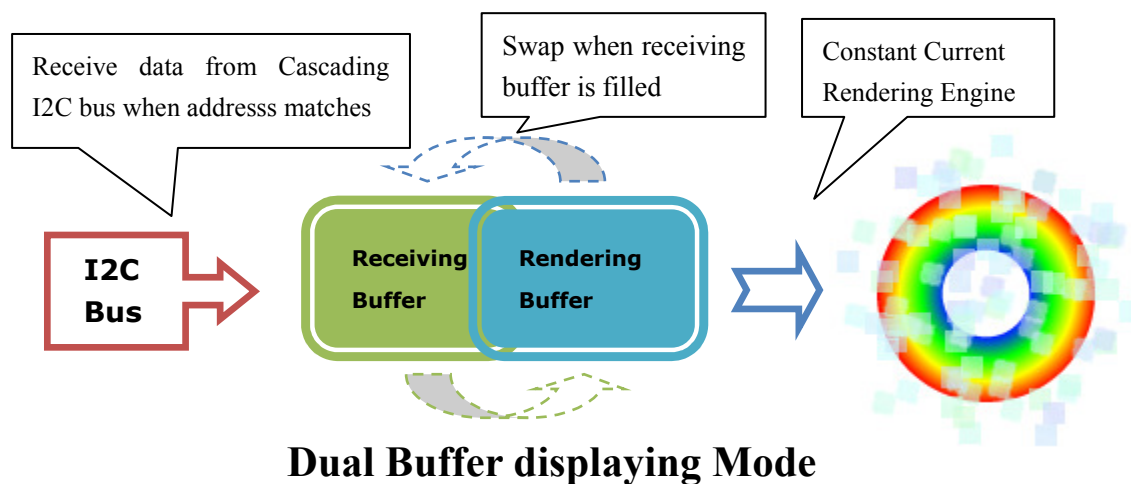 Receive data from Cascading
I2C bus when addresss matches
Swap when receiving
buffer is filled
Constant Current
Rendering Engine
I2C
Bus
Receiving
Buffer
Rendering
Buffer
Dual Buffer displaying Mode